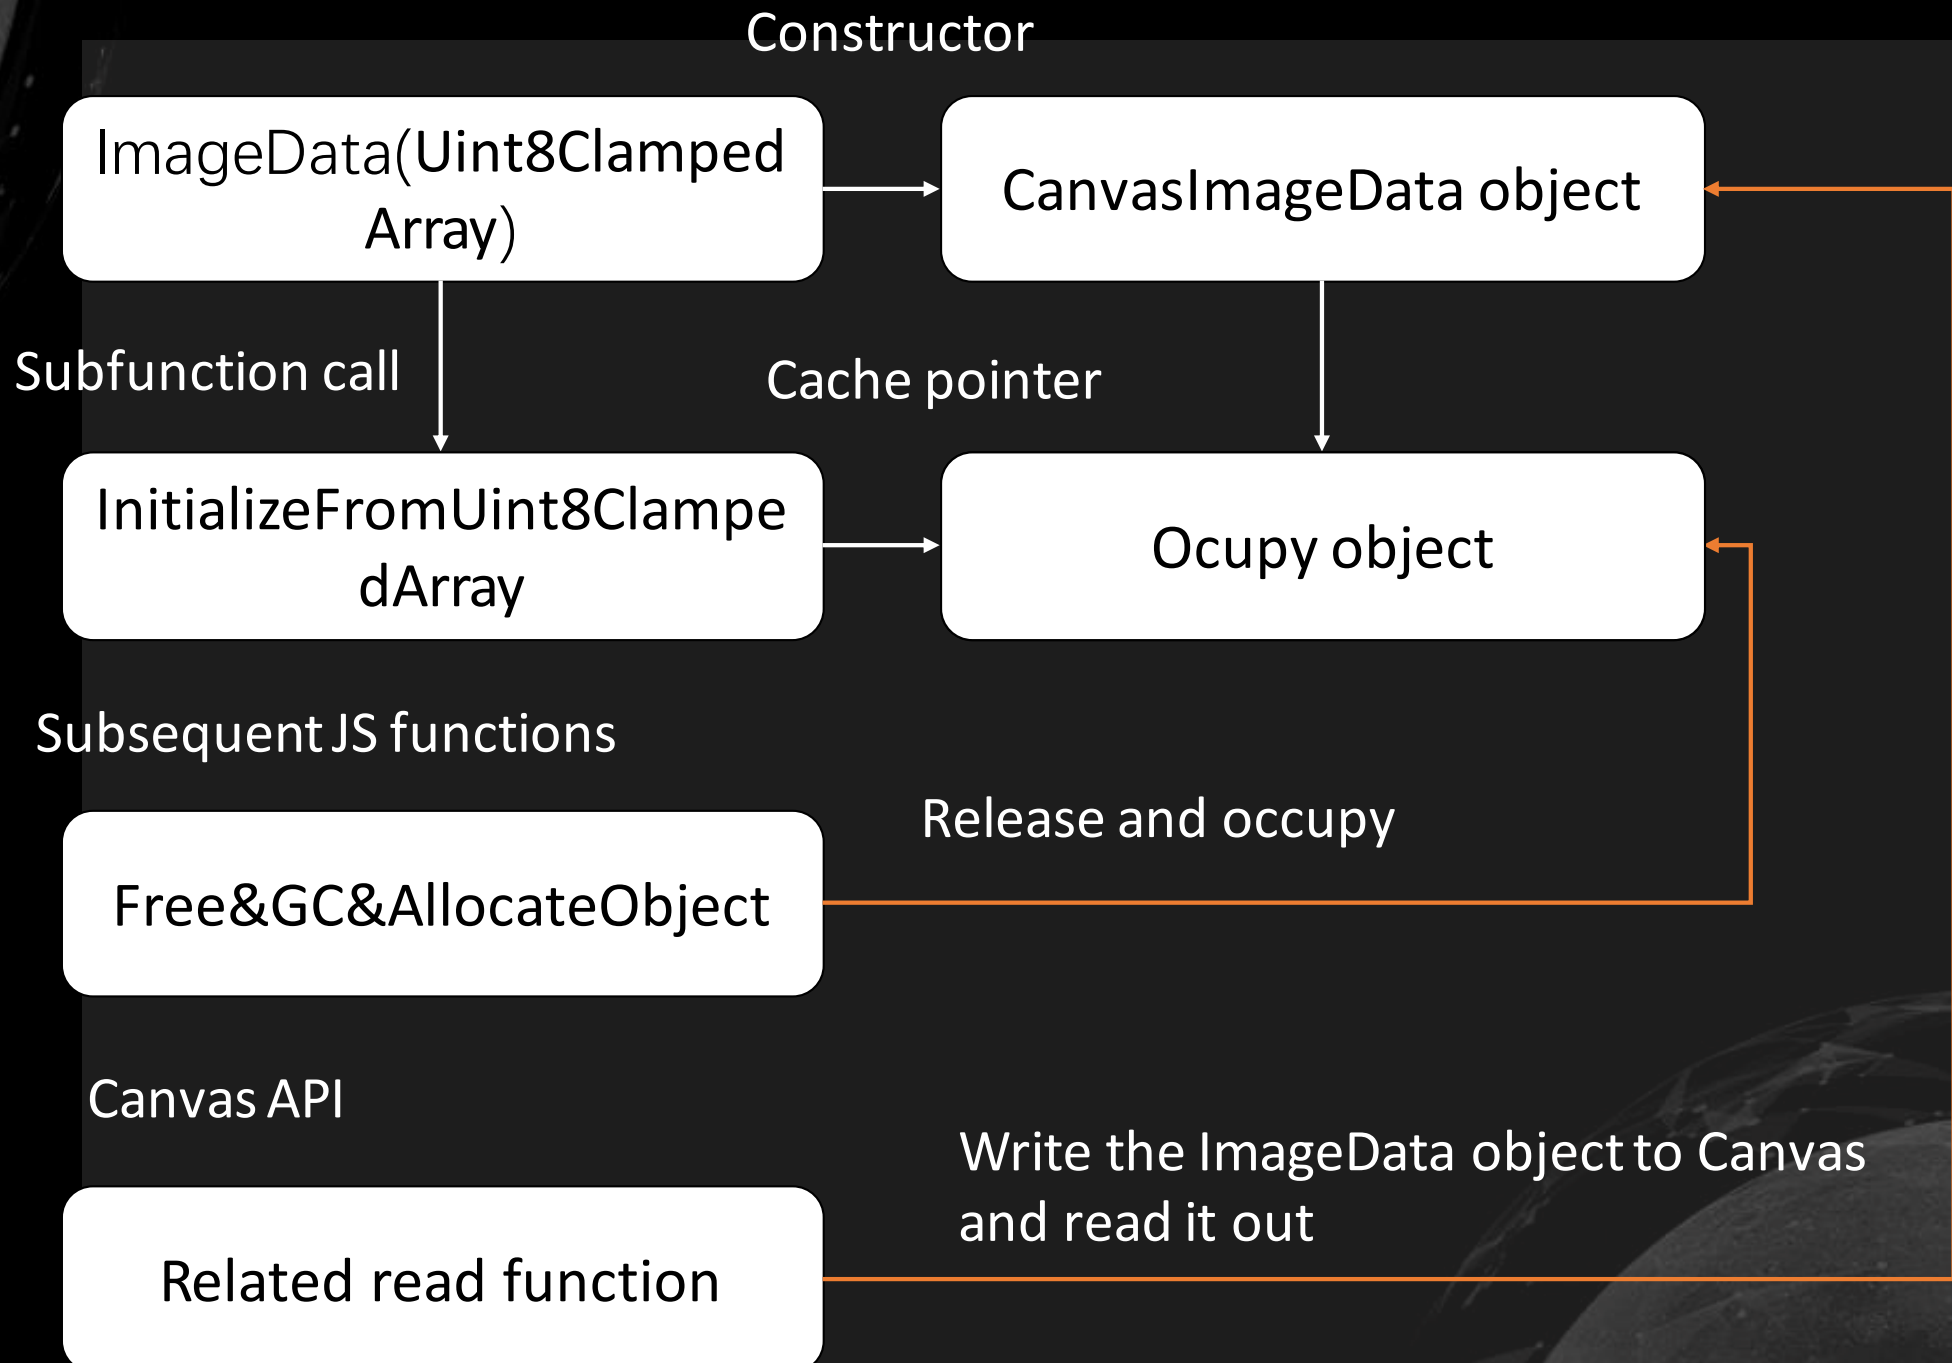 Constructor
ImageData(Uint8Clamped
Array)
CanvasImageData object
Subfunction call
Cache pointer
InitializeFromUint8Clampe
dArray
Ocupy object
Subsequent JS functions
Release and occupy
Free&GC&AllocateObject
Canvas API
Write the ImageData object to Canvas
and read it out
Related read function